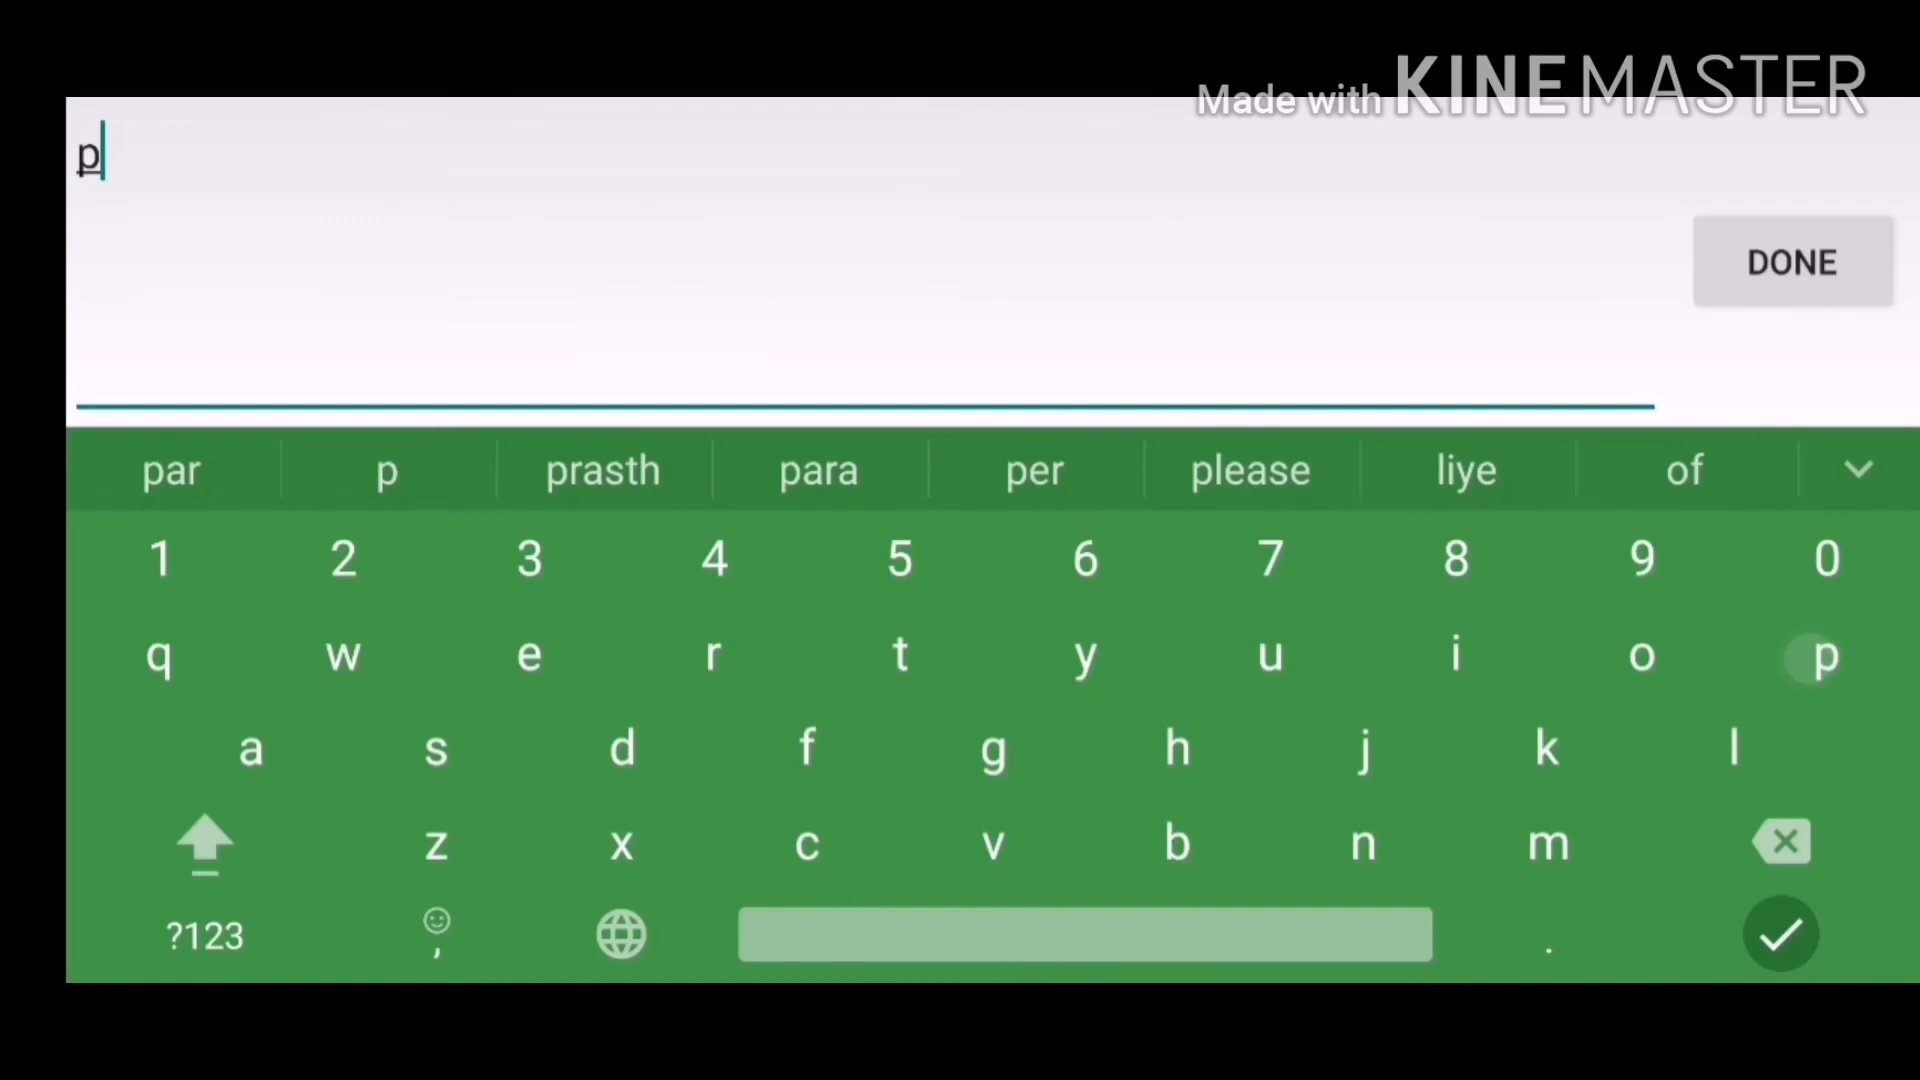 Made with KINEMASTER
p
DONE
par p prasth para per please liye of
1 2 3 4 5 6 7 8 9 0
q w e r t y u i o p
a s d f g h j k l
z x c v b n m
?123 , .